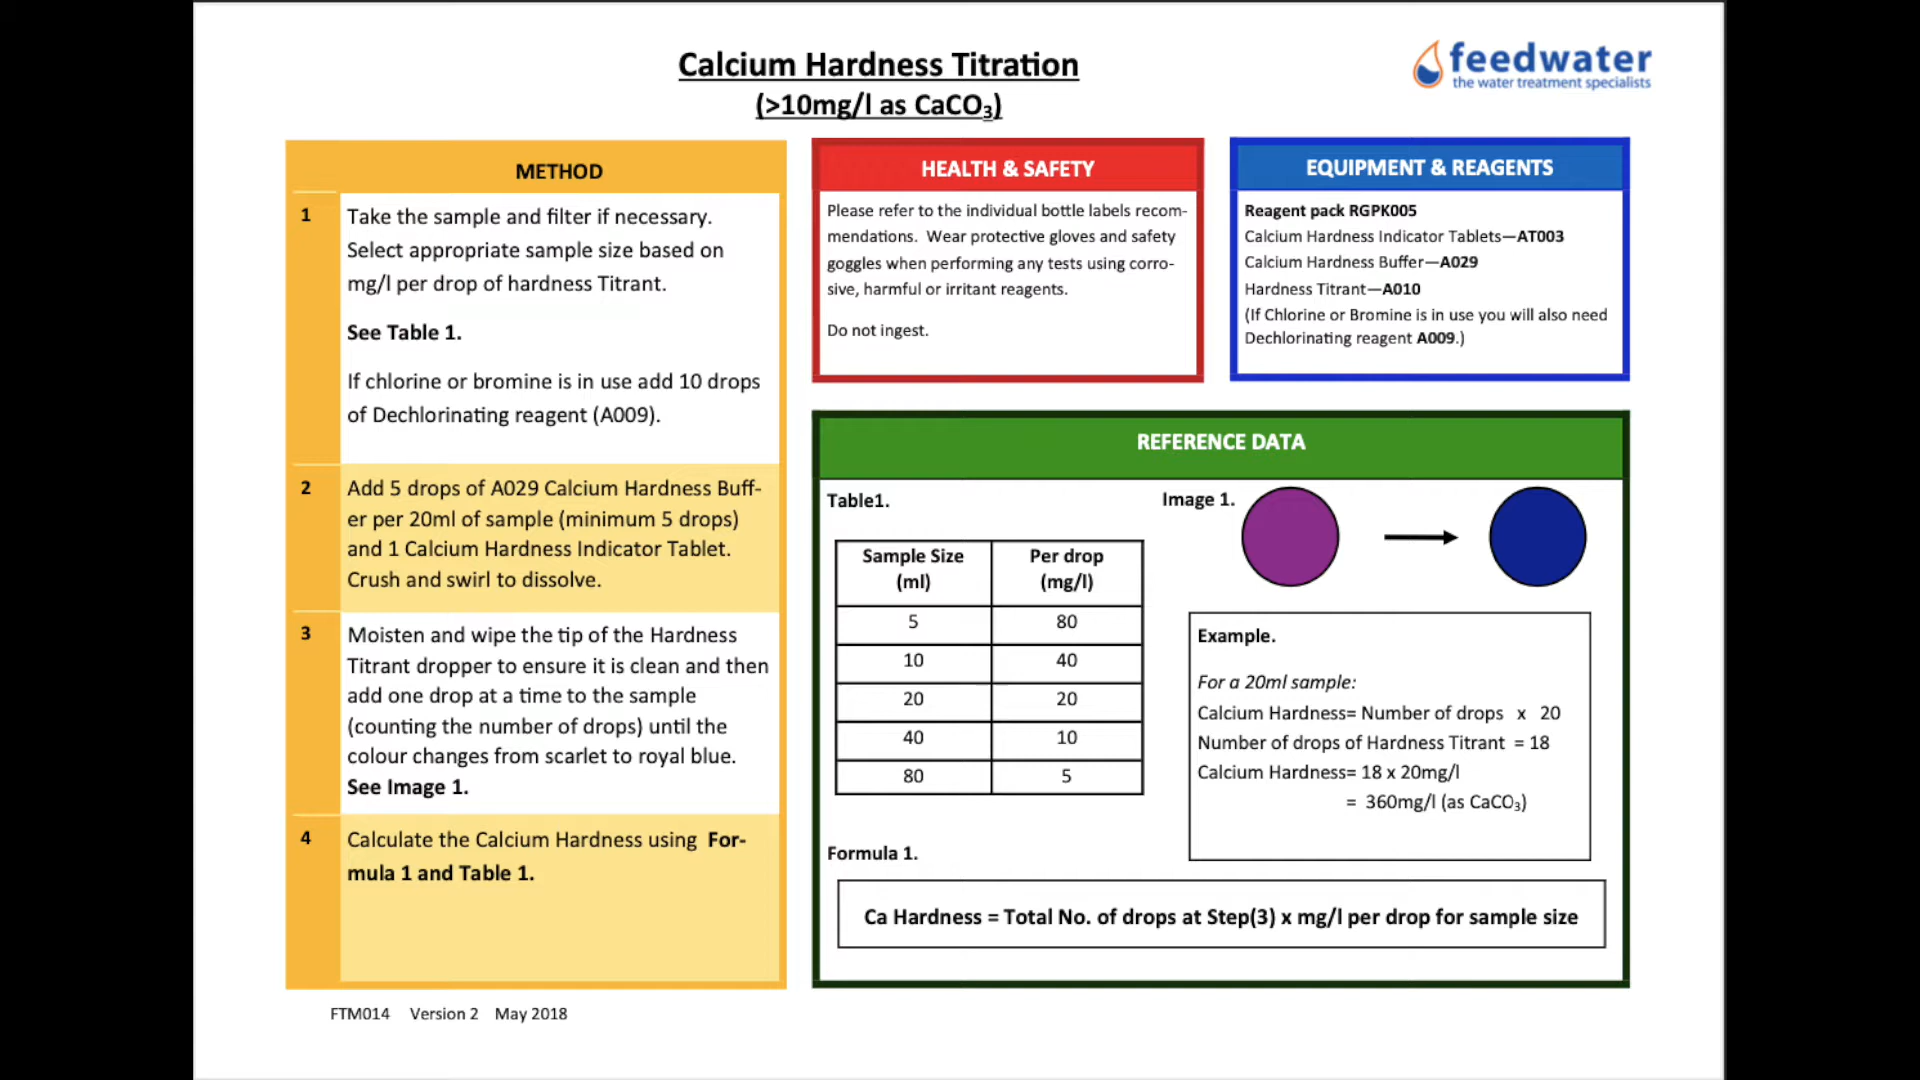 Calcium Hardness Titration
(>10mg/l as CaCO₃)
feedwater
the water treatment specialists
METHOD
1
Take the sample and filter if necessary.
Select appropriate sample size based on
mg/l per drop of hardness Titrant.
See Table 1.
If chlorine or bromine is in use add 10 drops
of Dechlorinating reagent (A009).
2
Add 5 drops of A029 Calcium Hardness Buff-
er per 20ml of sample (minimum 5 drops)
and 1 Calcium Hardness Indicator Tablet.
Crush and swirl to dissolve.
3
Moisten and wipe the tip of the Hardness
Titrant dropper to ensure it is clean and then
add one drop at a time to the sample
(counting the number of drops) until the
colour changes from scarlet to royal blue.
See Image 1.
4
Calculate the Calcium Hardness using For-
mula 1 and Table 1.
HEALTH & SAFETY
Please refer to the individual bottle labels recom-
mendations. Wear protective gloves and safety
goggles when performing any tests using corro-
sive, harmful or irritant reagents.
Do not ingest.
EQUIPMENT & REAGENTS
Reagent pack RGPK005
Calcium Hardness Indicator Tablets—AT003
Calcium Hardness Buffer—A029
Hardness Titrant—A010
(If Chlorine or Bromine is in use you will also need
Dechlorinating reagent A009.)
REFERENCE DATA
Table1.
Sample Size (ml) Per drop (mg/l)
5 80
10 40
20 20
40 10
80 5
Image 1.
Example.
For a 20ml sample:
Calcium Hardness= Number of drops x 20
Number of drops of Hardness Titrant = 18
Calcium Hardness= 18 x 20mg/l
= 360mg/l (as CaCO₃)
Formula 1.
Ca Hardness = Total No. of drops at Step(3) x mg/l per drop for sample size
FTM014 Version 2 May 2018